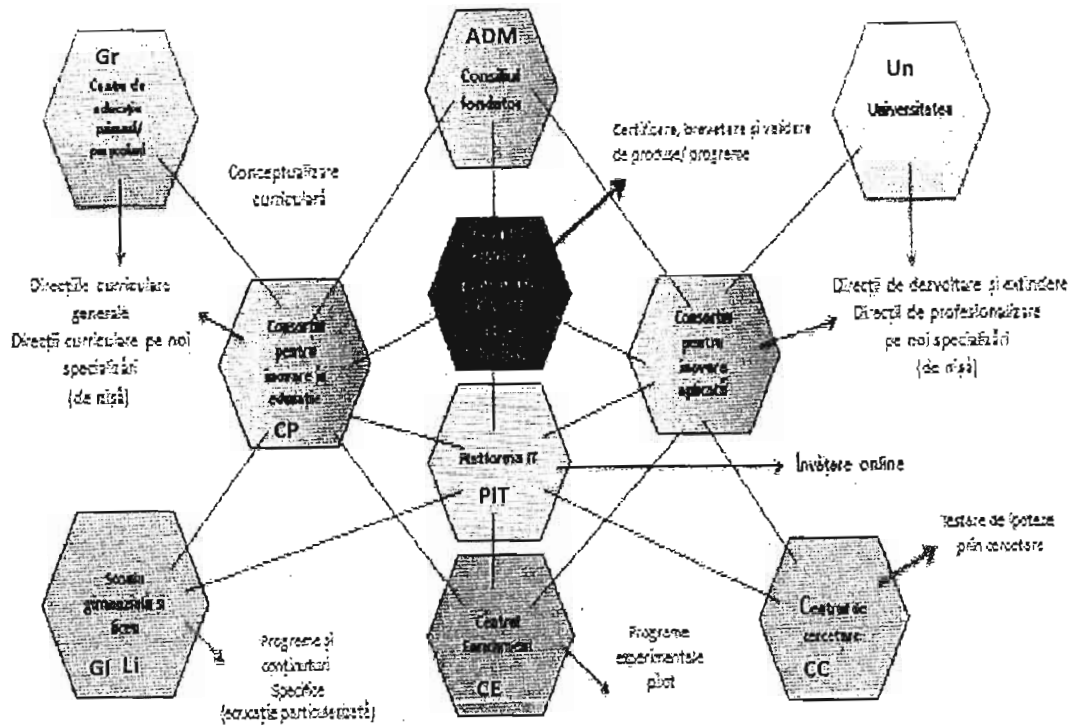 Gr
Centre de
educație
ADM
Consiliul
fondator
Un
Universitatea
Certificare, brevetare și validare
de produse/ programe
Conceptualizare
curriculară
Direcțiile curriculare
generale
Direcții curriculare pe noi
specializări
(de nișă)
Consorțiu
pentru
inovare în
educație
CP
Consorțiu
pentru
inovare
aplicată
Direcții de dezvoltare și extindere
Direcții de profesionalizare
pe noi specializări
(de nișă)
Platforma IT
PIT
Învățare online
Școala
gimnazială și
liceu
GI Li
Programe și
conținuturi
Specifice
(educație particularizată)
Centrul
CE
Programe
experimentale
pilot
Centrul de
cercetare
CC
Testare de ipoteze
prin cercetare